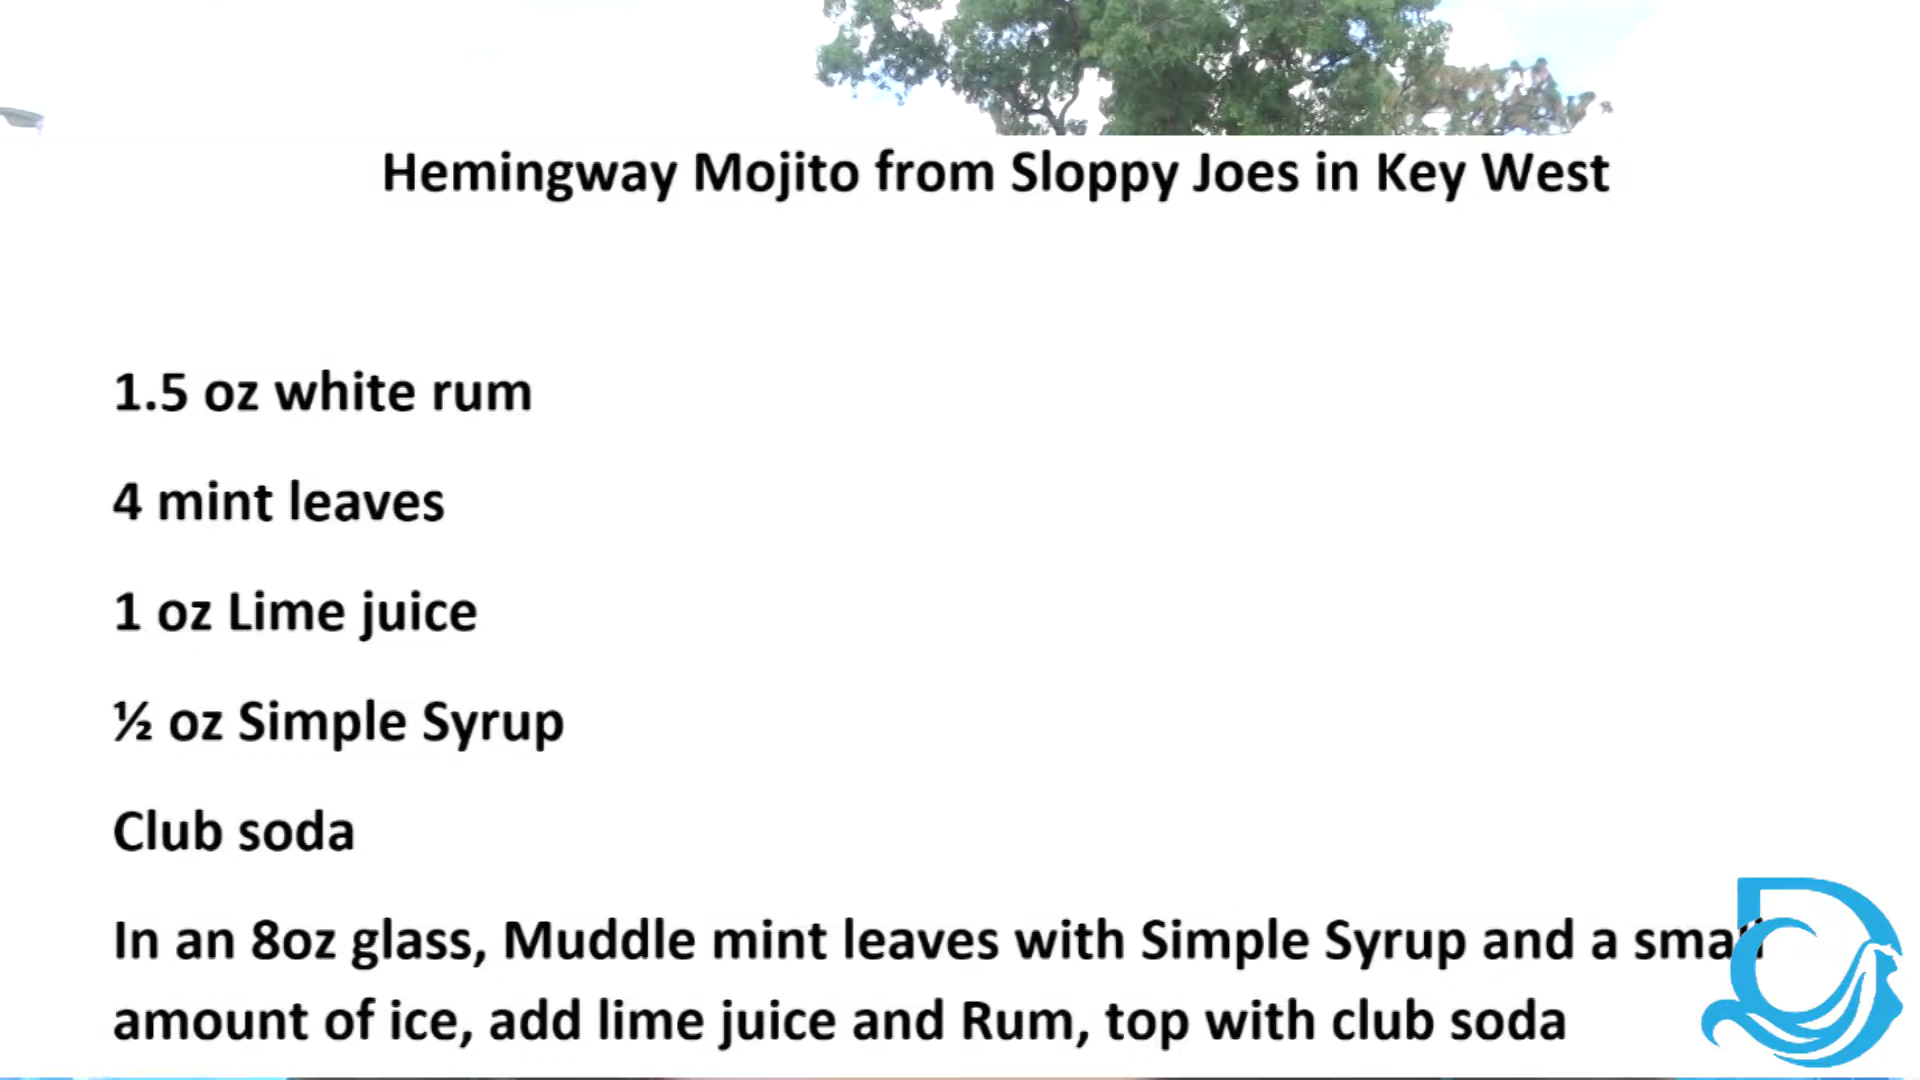 Hemingway Mojito from Sloppy Joes in Key West
1.5 oz white rum
4 mint leaves
1 oz Lime juice
½ oz Simple Syrup
Club soda
In an 8oz glass, Muddle mint leaves with Simple Syrup and a small
amount of ice, add lime juice and Rum, top with club soda